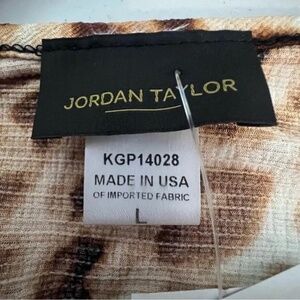 JORDAN TAYLOR
KGP14028
MADE IN USA
OF IMPORTED FABRIC
L